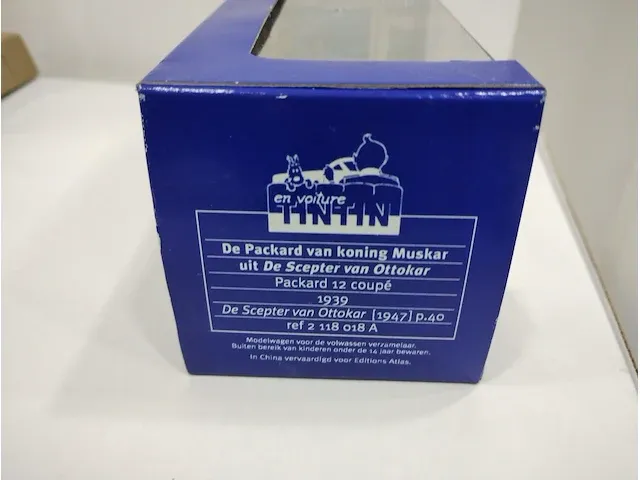 en voiture
TINTIN
De Packard van koning Muskar
uit De Scepter van Ottokar
Packard 12 coupé
1939
De Scepter van Ottokar [1947] p.40
ref 2 118 018 A
Modelwagen voor de volwassen verzamelaar.
Buiten bereik van kinderen onder de 14 jaar bewaren.
In China vervaardigd voor Editions Atlas.